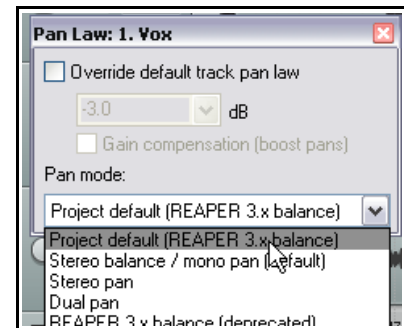 Pan Law: 1. Vox
Override default track pan law
-3.0 dB
Gain compensation (boost pans)
Pan mode:
Project default (REAPER 3.x balance)
Project default (REAPER 3.x balance)
Stereo balance / mono pan (default)
Stereo pan
Dual pan
REAPER 3.x balance (deprecated)